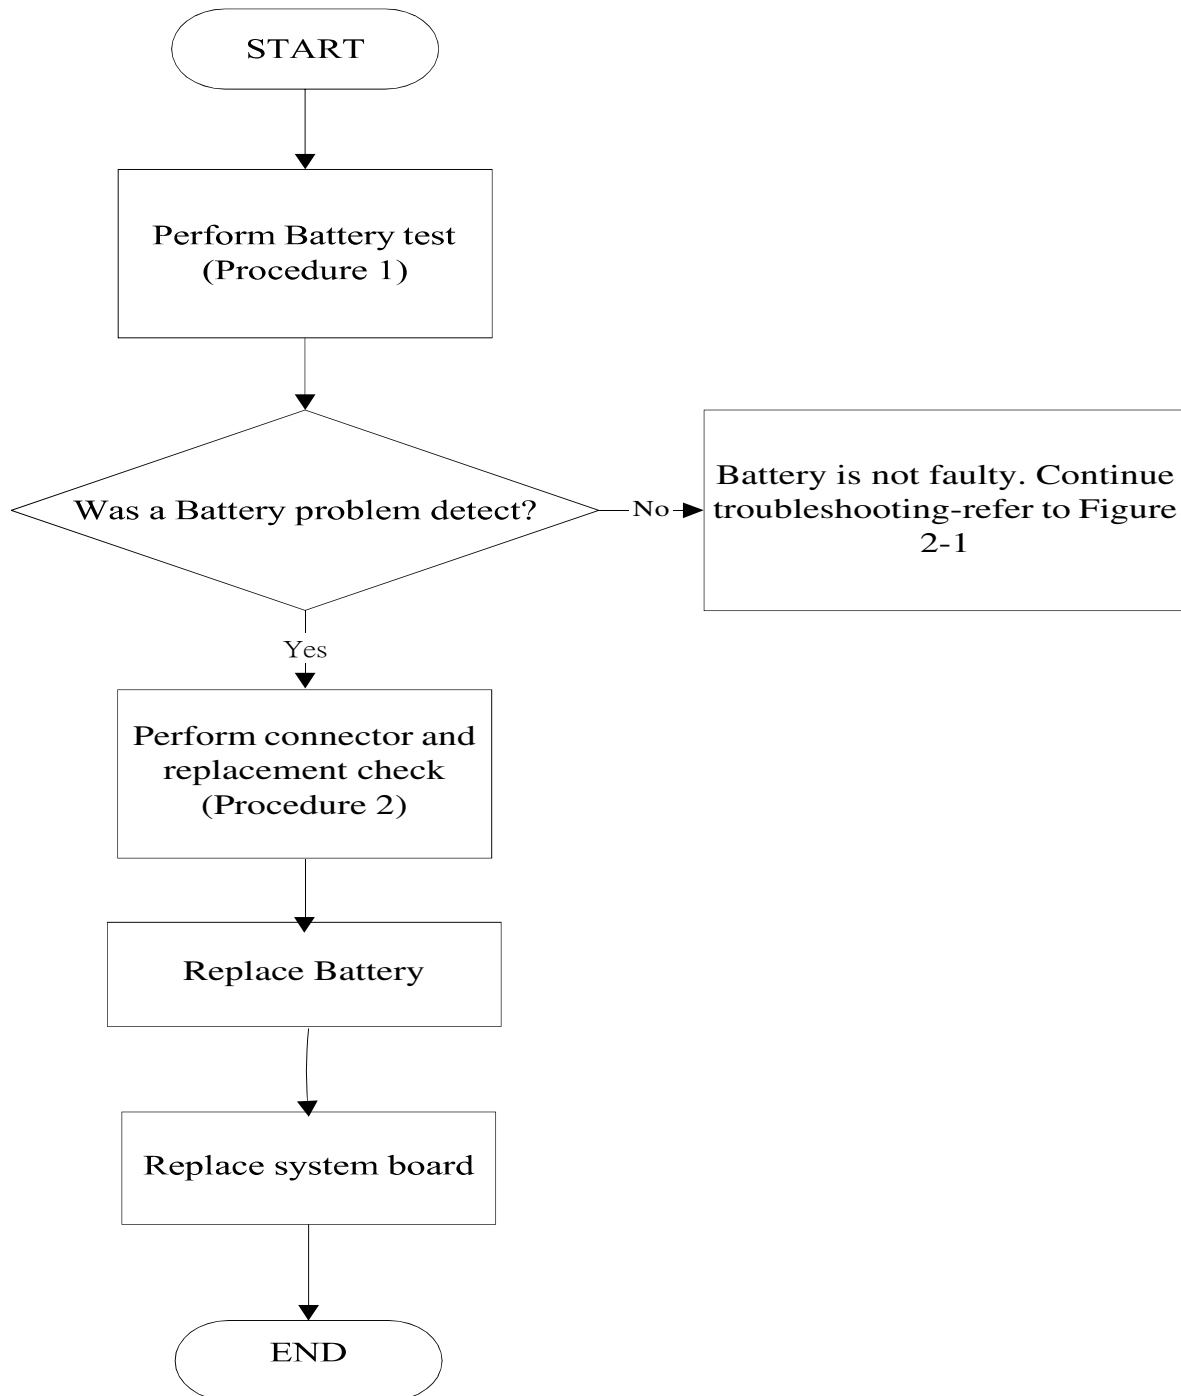 START
Perform Battery test
(Procedure 1)
Was a Battery problem detect?
No
Battery is not faulty. Continue
troubleshooting-refer to Figure
2-1
Yes
Perform connector and
replacement check
(Procedure 2)
Replace Battery
Replace system board
END